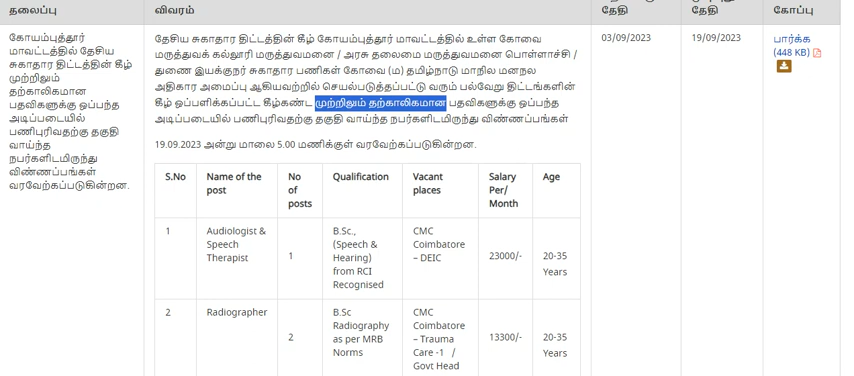 தலைப்பு
விவரம்
தேதி
தேதி
கோப்பு
கோயம்புத்தூர்
மாவட்டத்தில் தேசிய
சுகாதார திட்டத்தின் கீழ்
முற்றிலும்
தற்காலிகமான
பதவிகளுக்கு ஒப்பந்த
அடிப்படையில்
பணிபுரிவதற்கு தகுதி
வாய்ந்த
நபர்களிடமிருந்து
விண்ணப்பங்கள்
வரவேற்கப்படுகின்றன.
தேசிய சுகாதார திட்டத்தின் கீழ் கோயம்புத்தூர் மாவட்டத்தில் உள்ள கோவை
மருத்துவக் கல்லூரி மருத்துவமனை / அரசு தலைமை மருத்துவமனை பொள்ளாச்சி /
துணை இயக்குநர் சுகாதார பணிகள் கோவை (ம) தமிழ்நாடு மாநில மனநல
அதிகார அமைப்பு ஆகியவற்றில் செயல்படுத்தப்பட்டு வரும் பல்வேறு திட்டங்களின்
கீழ் ஒப்பளிக்கப்பட்ட கீழ்கண்ட முற்றிலும் தற்காலிகமான பதவிகளுக்கு ஒப்பந்த
அடிப்படையில் பணிபுரிவதற்கு தகுதி வாய்ந்த நபர்களிடமிருந்து விண்ணப்பங்கள்
19.09.2023 அன்று மாலை 5.00 மணிக்குள் வரவேற்கப்படுகின்றன.
S.No
Name of the
post
No
of
posts
Qualification
Vacant
places
Salary
Per/
Month
Age
1
Audiologist &
Speech
Therapist
1
B.Sc.,
(Speech &
Hearing)
from RCI
Recognised
CMC
Coimbatore
– DEIC
23000/-
20-35
Years
2
Radiographer
2
B.Sc
Radiography
as per MRB
Norms
CMC
Coimbatore
– Trauma
Care -1 /
Govt Head
13300/-
20-35
Years
03/09/2023
19/09/2023
பார்க்க
(448 KB)